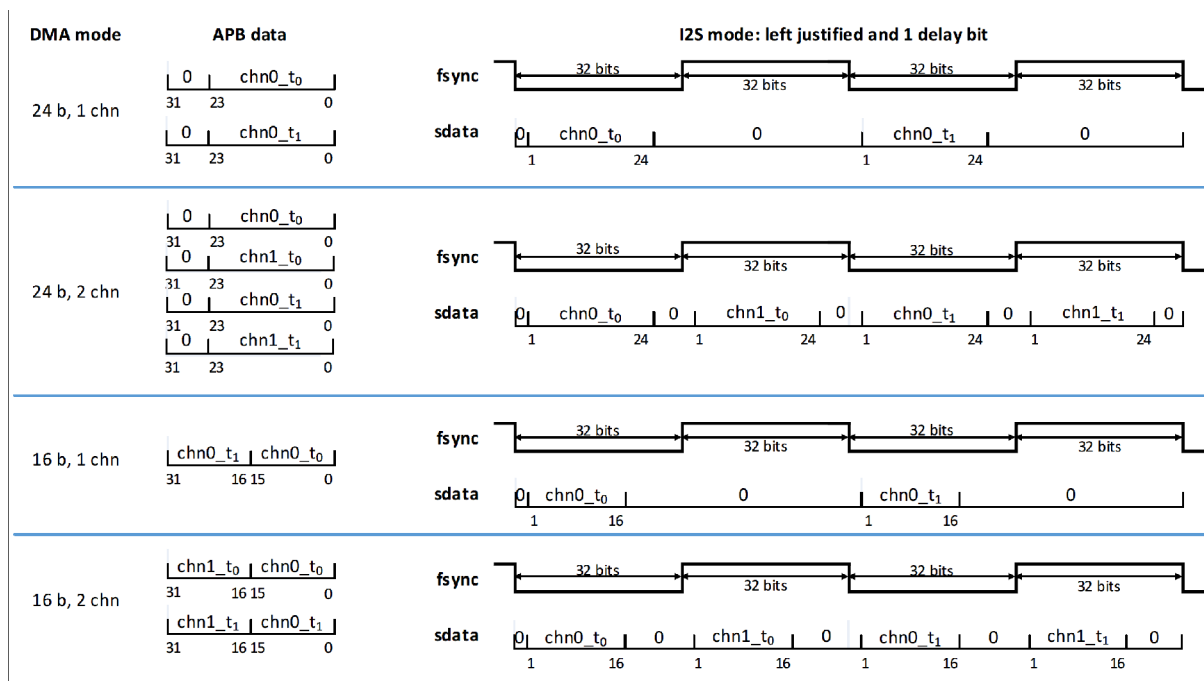 DMA mode APB data I2S mode: left justified and 1 delay bit
24 b, 1 chn
0 chn0_t₀
31 23 0
0 chn0_t₁
31 23 0
fsync 32 bits 32 bits 32 bits 32 bits
sdata 0 chn0_t₀ 0 chn0_t₁ 0
1 24 1 24
24 b, 2 chn
0 chn0_t₀
31 23 0
0 chn1_t₀
31 23 0
0 chn0_t₁
31 23 0
0 chn1_t₁
31 23 0
fsync 32 bits 32 bits 32 bits 32 bits
sdata 0 chn0_t₀ 0 chn1_t₀ 0 chn0_t₁ 0 chn1_t₁ 0
1 24 1 24 1 24 1 24
16 b, 1 chn
chn0_t₁ chn0_t₀
31 16 15 0
fsync 32 bits 32 bits 32 bits 32 bits
sdata 0 chn0_t₀ 0 chn0_t₁ 0
1 16 1 16
16 b, 2 chn
chn1_t₀ chn0_t₀
31 16 15 0
chn1_t₁ chn0_t₁
31 16 15 0
fsync 32 bits 32 bits 32 bits 32 bits
sdata 0 chn0_t₀ 0 chn1_t₀ 0 chn0_t₁ 0 chn1_t₁ 0
1 16 1 16 1 16 1 16